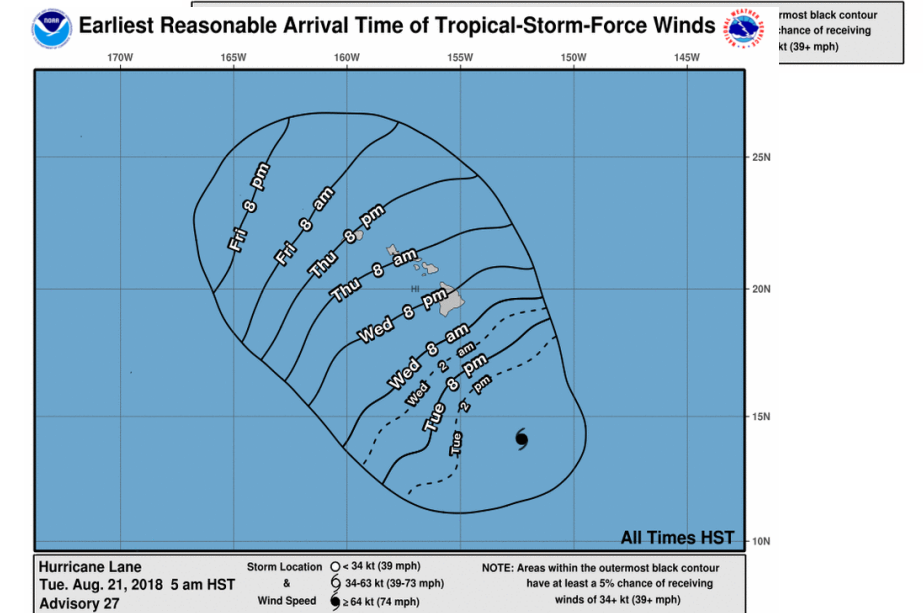 Earliest Reasonable Arrival Time of Tropical-Storm-Force Winds
NOAA
rmost black contour
chance of receiving
kt (39+ mph)
170W 165W 160W 155W 150W 145W
25N
20N
15N
10N
Fri 8 pm
Fri 8 am
Thu 8 pm
Thu 8 am
HI
Wed 8 pm
Wed 8 am
Wed 2 am
Tue 8 pm
Tue 2 pm
All Times HST
Hurricane Lane
Tue. Aug. 21, 2018 5 am HST
Advisory 27
Storm Location
&
Wind Speed
< 34 kt (39 mph)
34-63 kt (39-73 mph)
≥ 64 kt (74 mph)
NOTE: Areas within the outermost black contour
have at least a 5% chance of receiving
winds of 34+ kt (39+ mph)